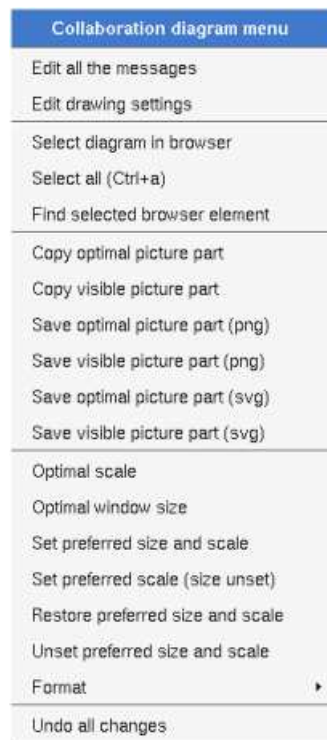 Collaboration diagram menu
Edit all the messages
Edit drawing settings
Select diagram in browser
Select all (Ctrl+a)
Find selected browser element
Copy optimal picture part
Copy visible picture part
Save optimal picture part (png)
Save visible picture part (png)
Save optimal picture part (svg)
Save visible picture part (svg)
Optimal scale
Optimal window size
Set preferred size and scale
Set preferred scale (size unset)
Restore preferred size and scale
Unset preferred size and scale
Format
Undo all changes